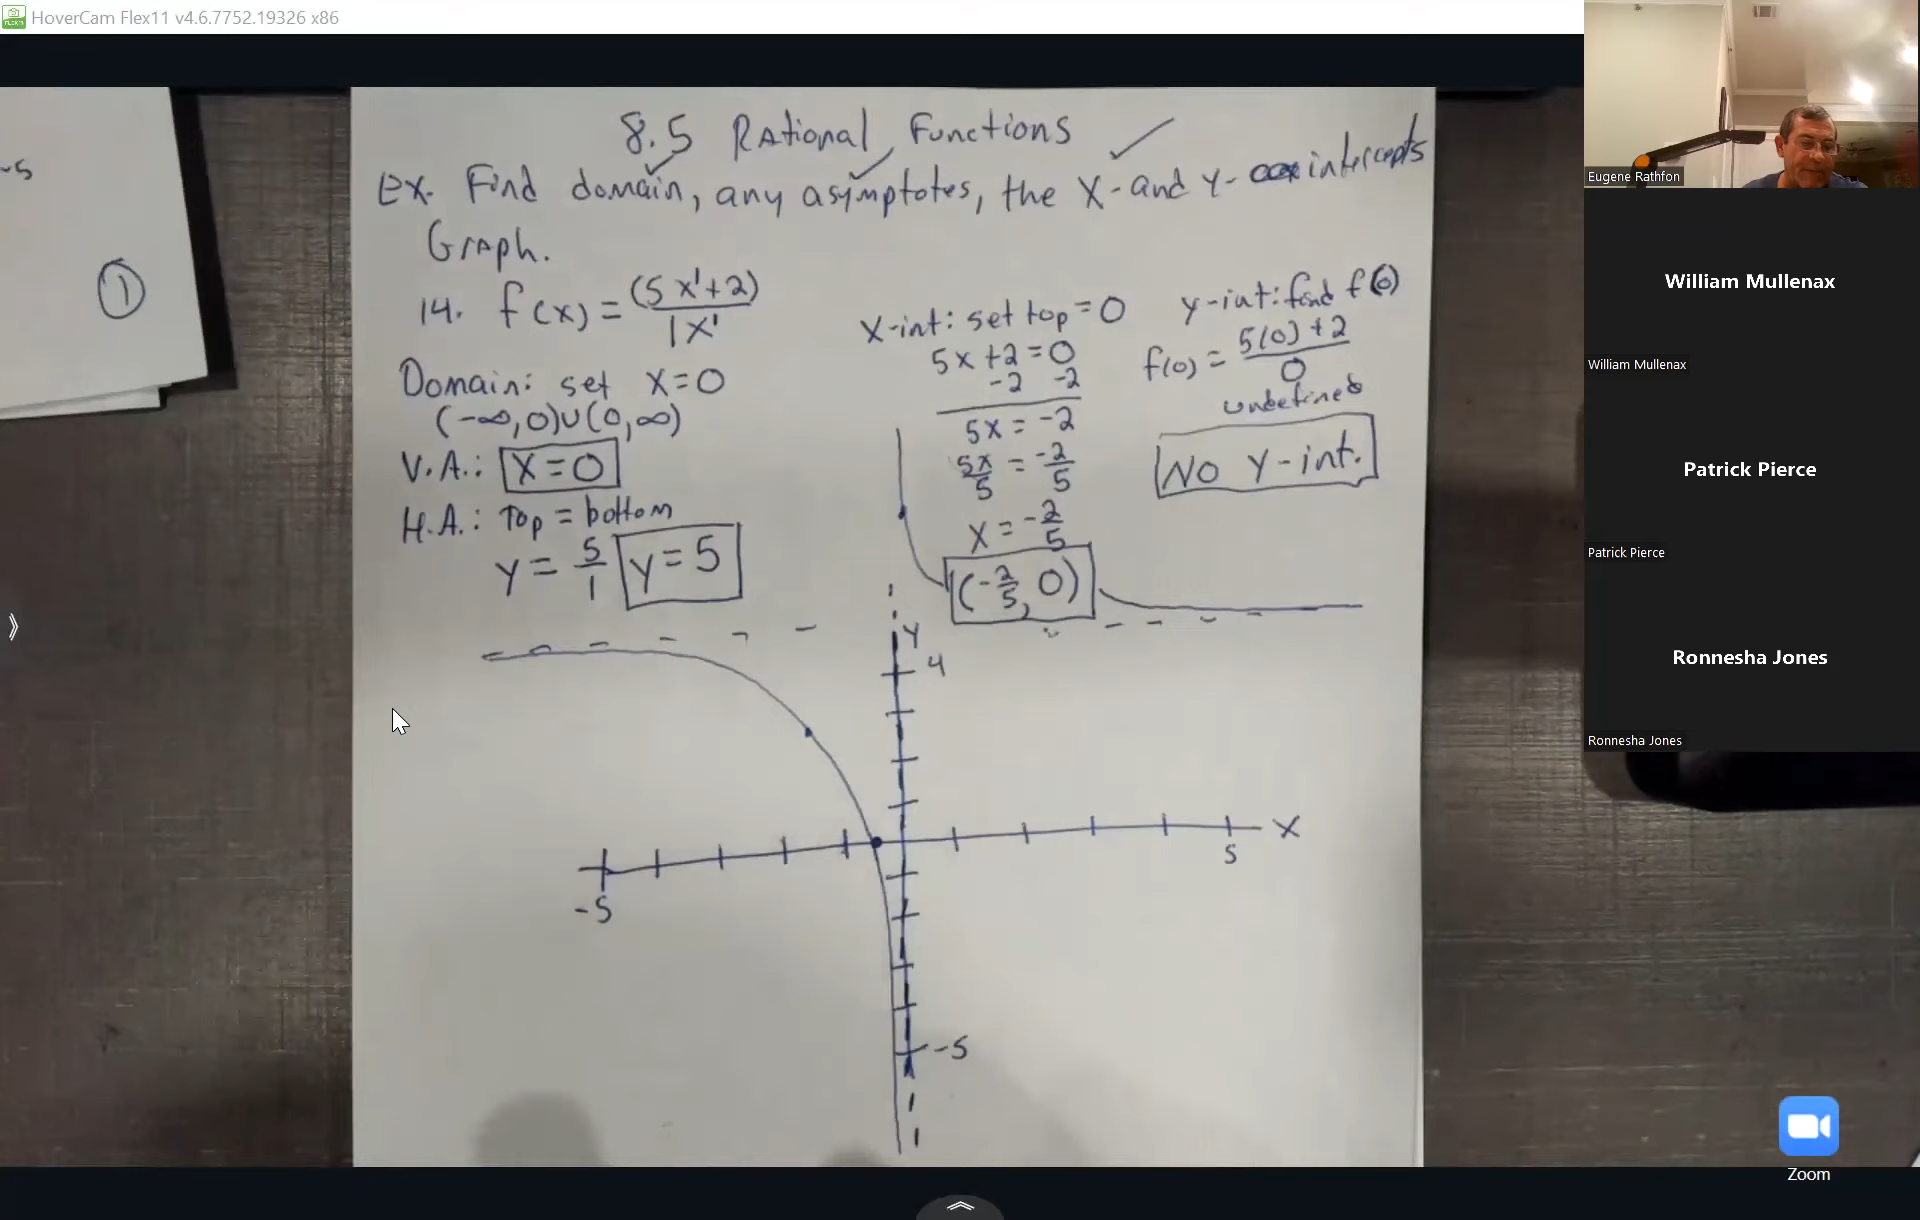 HoverCam Flex11 v4.6.7752.19326 x86
8.5 Rational Functions
Ex. Find domain, any asymptotes, the x- and y- intercepts
Graph.
14. f(x) = (5x¹+2)/1x¹
Domain: set x=0
(-∞,0)∪(0,∞)
V.A.: x=0
H.A.: Top = bottom
y = 5/1 y=5
x-int: set top = 0
5x+2=0
-2 -2
5x = -2
5x/5 = -2/5
x = -2/5
(-2/5, 0)
y-int: find f(0)
f(0) = 5(0)+2/0
undefined
No y-int.
y
4
x
5
-5
-5
-5
1
Eugene Rathfon
William Mullenax
William Mullenax
Patrick Pierce
Patrick Pierce
Ronnesha Jones
Ronnesha Jones
Zoom